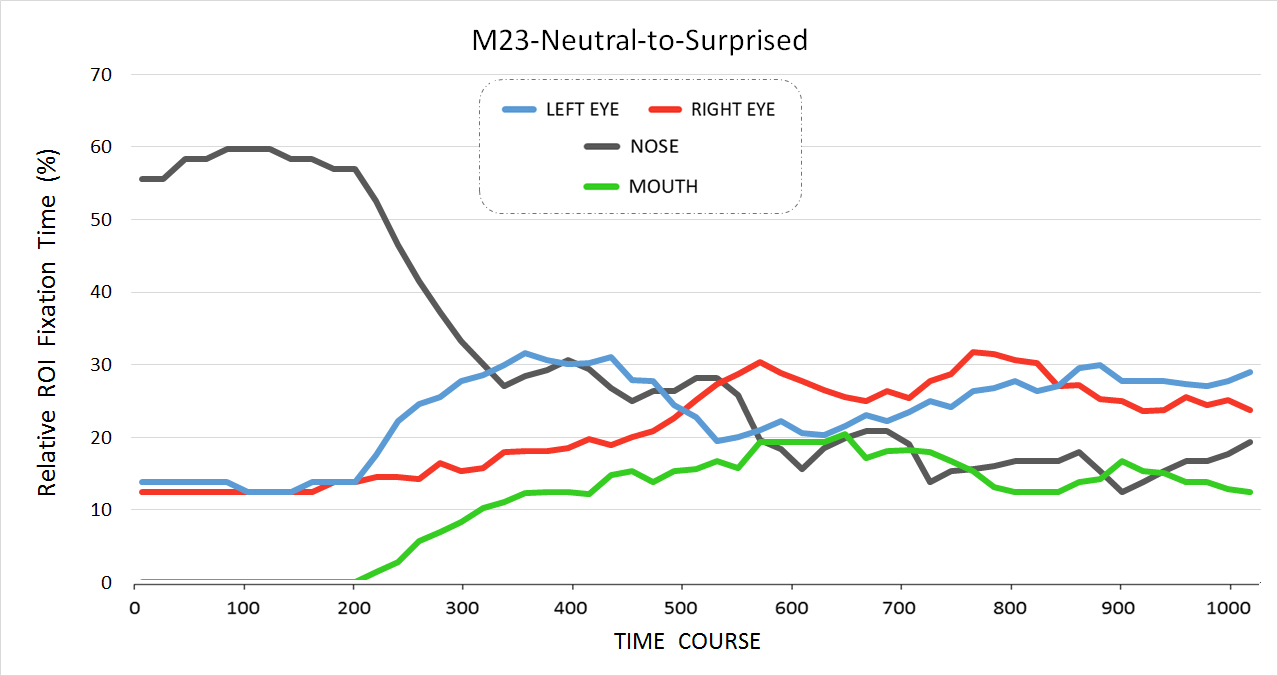 M23-Neutral-to-Surprised
LEFT EYE RIGHT EYE
NOSE
MOUTH
Relative ROI Fixation Time (%)
70
60
50
40
30
20
10
0
0 100 200 300 400 500 600 700 800 900 1000
TIME COURSE